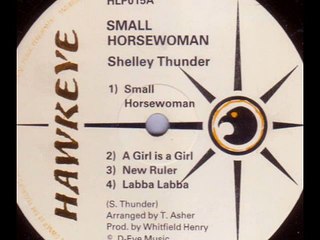 HLP015A
SMALL
HORSEWOMAN
Shelley Thunder
1) Small
Horsewoman
2) A Girl is a Girl
3) New Ruler
4) Labba Labba
(S. Thunder)
Arranged by T. Asher
Prod. by Whitfield Henry
© D-Eye Music
HAWKEYE